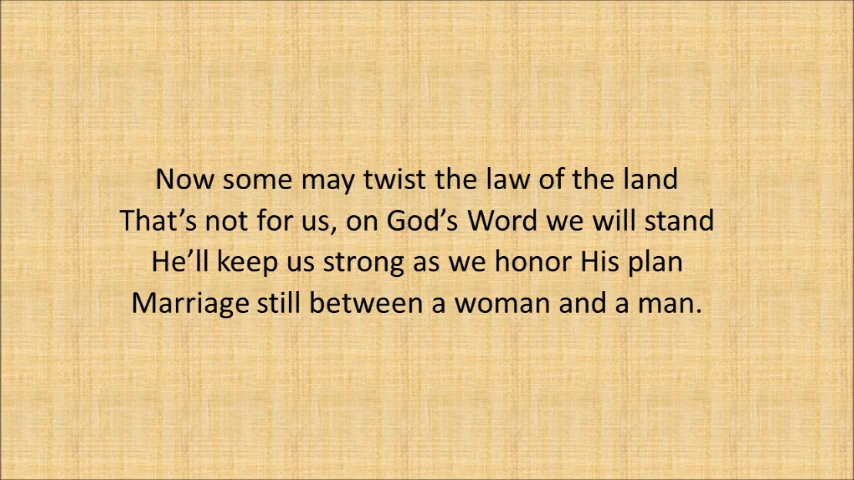 Now some may twist the law of the land
That’s not for us, on God’s Word we will stand
He’ll keep us strong as we honor His plan
Marriage still between a woman and a man.